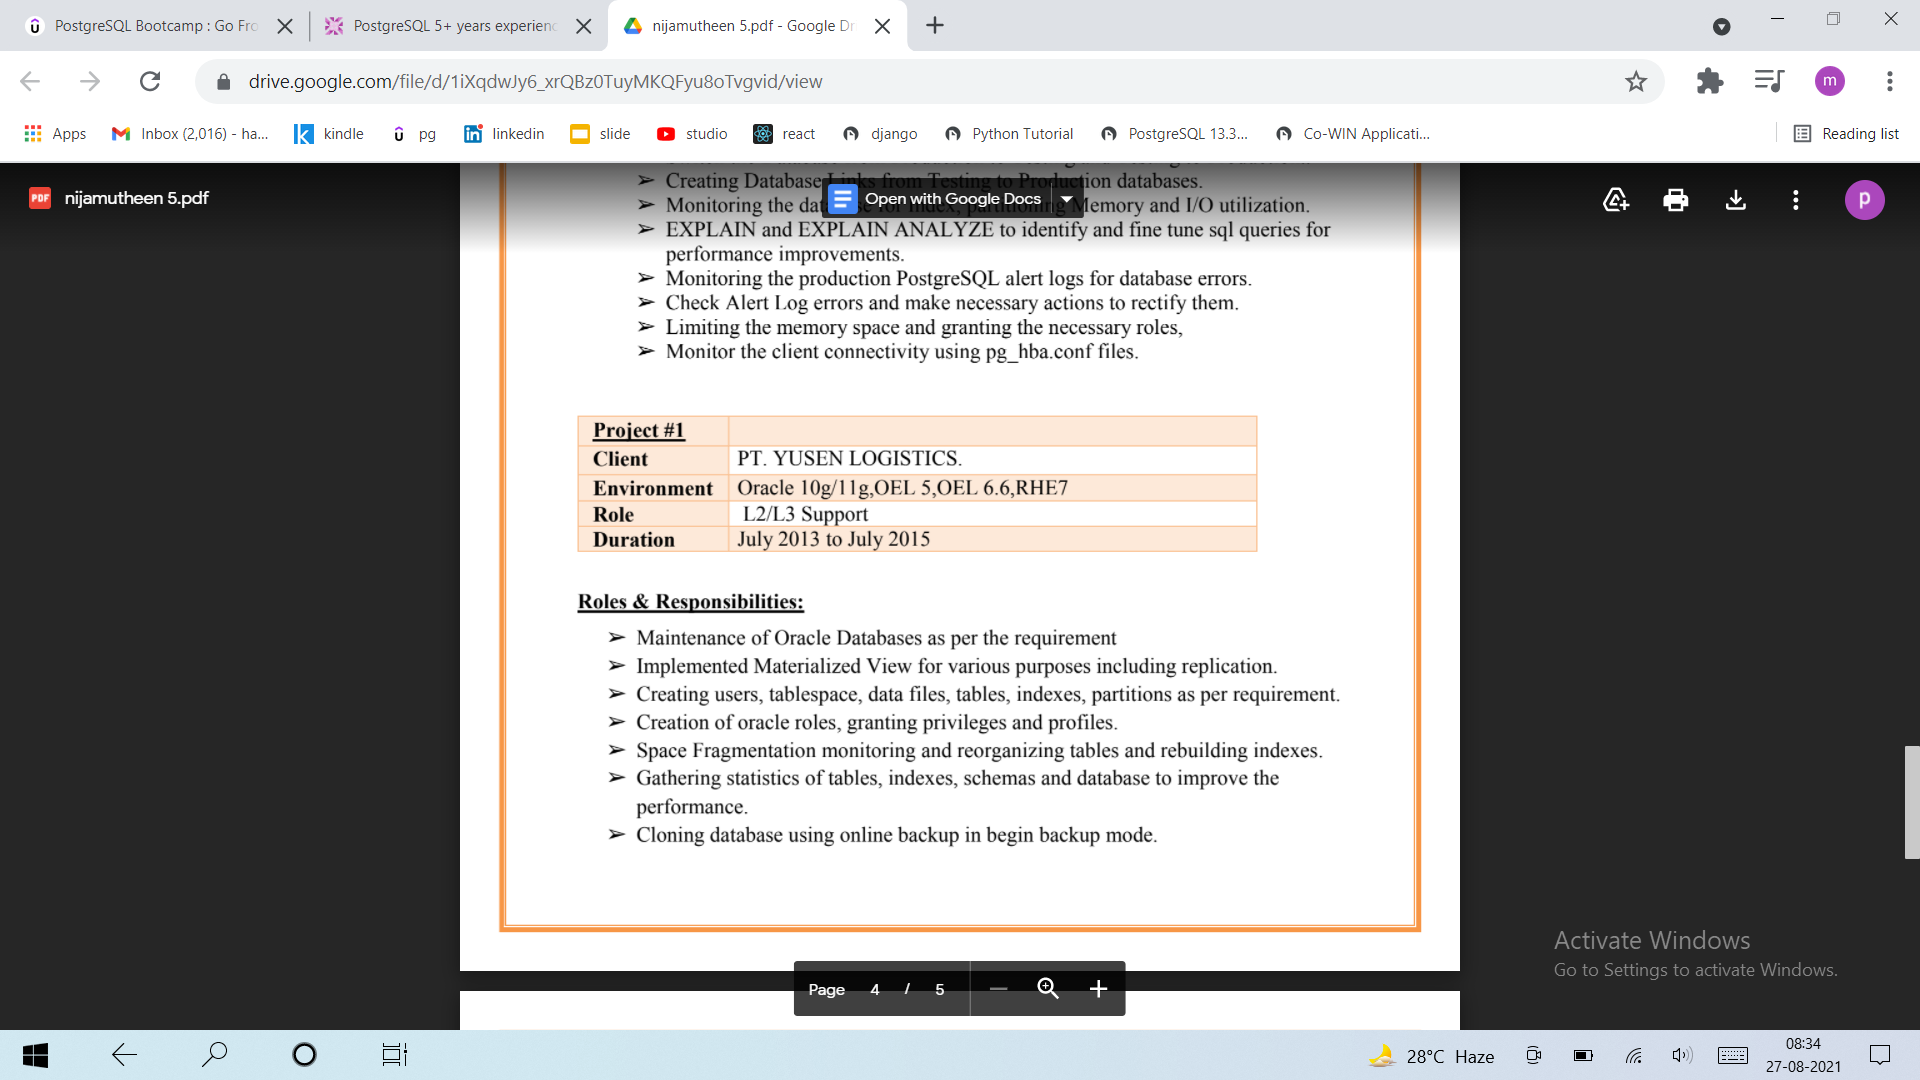 PostgreSQL Bootcamp : Go Fro
PostgreSQL 5+ years experienc
nijamutheen 5.pdf - Google Dr
drive.google.com/file/d/1iXqdwJy6_xrQBz0TuyMKQFyu8oTvgvid/view
m
Apps
Inbox (2,016) - ha...
kindle
pg
linkedin
slide
studio
react
django
Python Tutorial
PostgreSQL 13.3...
Co-WIN Applicati...
Reading list
PDF
nijamutheen 5.pdf
Open with Google Docs
p
➢ Creating Database Links from Testing to Production databases.
➢ Monitoring the database for Index, partitioning Memory and I/O utilization.
➢ EXPLAIN and EXPLAIN ANALYZE to identify and fine tune sql queries for
performance improvements.
➢ Monitoring the production PostgreSQL alert logs for database errors.
➢ Check Alert Log errors and make necessary actions to rectify them.
➢ Limiting the memory space and granting the necessary roles,
➢ Monitor the client connectivity using pg_hba.conf files.
Project #1
Client PT. YUSEN LOGISTICS.
Environment Oracle 10g/11g,OEL 5,OEL 6.6,RHE7
Role L2/L3 Support
Duration July 2013 to July 2015
Roles & Responsibilities:
➢ Maintenance of Oracle Databases as per the requirement
➢ Implemented Materialized View for various purposes including replication.
➢ Creating users, tablespace, data files, tables, indexes, partitions as per requirement.
➢ Creation of oracle roles, granting privileges and profiles.
➢ Space Fragmentation monitoring and reorganizing tables and rebuilding indexes.
➢ Gathering statistics of tables, indexes, schemas and database to improve the
performance.
➢ Cloning database using online backup in begin backup mode.
Activate Windows
Go to Settings to activate Windows.
Page 4 / 5
28°C Haze
08:34
27-08-2021